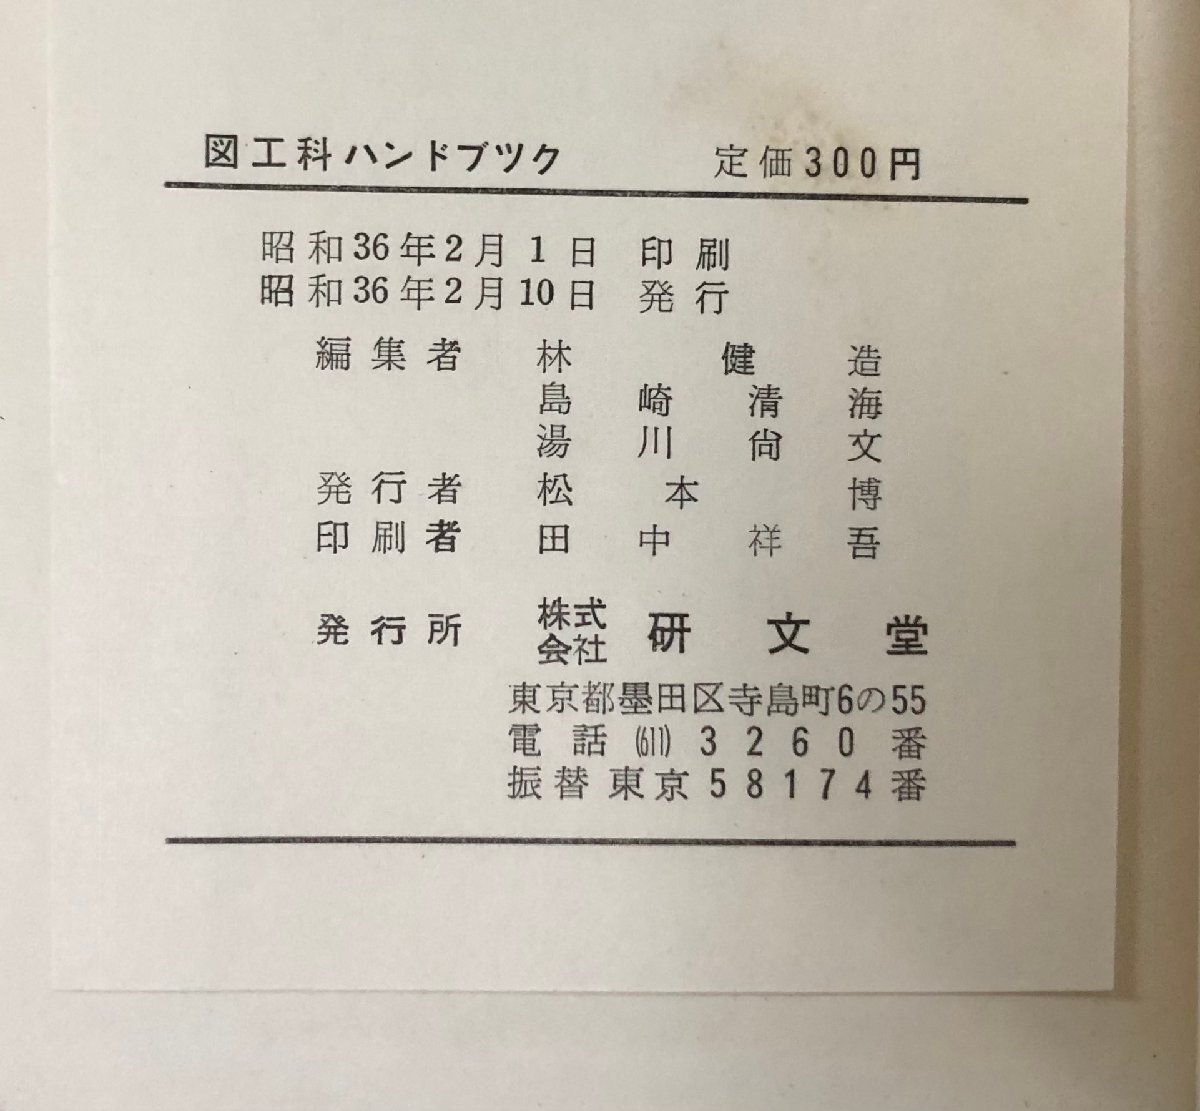 図工科ハンドブツク 定価300円
昭和36年2月1日 印刷
昭和36年2月10日 発行
編集者 林健造
島崎清海
湯川尙文
発行者 松本博
印刷者 田中祥吾
発行所 株式会社 研文堂
東京都墨田区寺島町6の55
電話(611)3260番
振替東京58174番